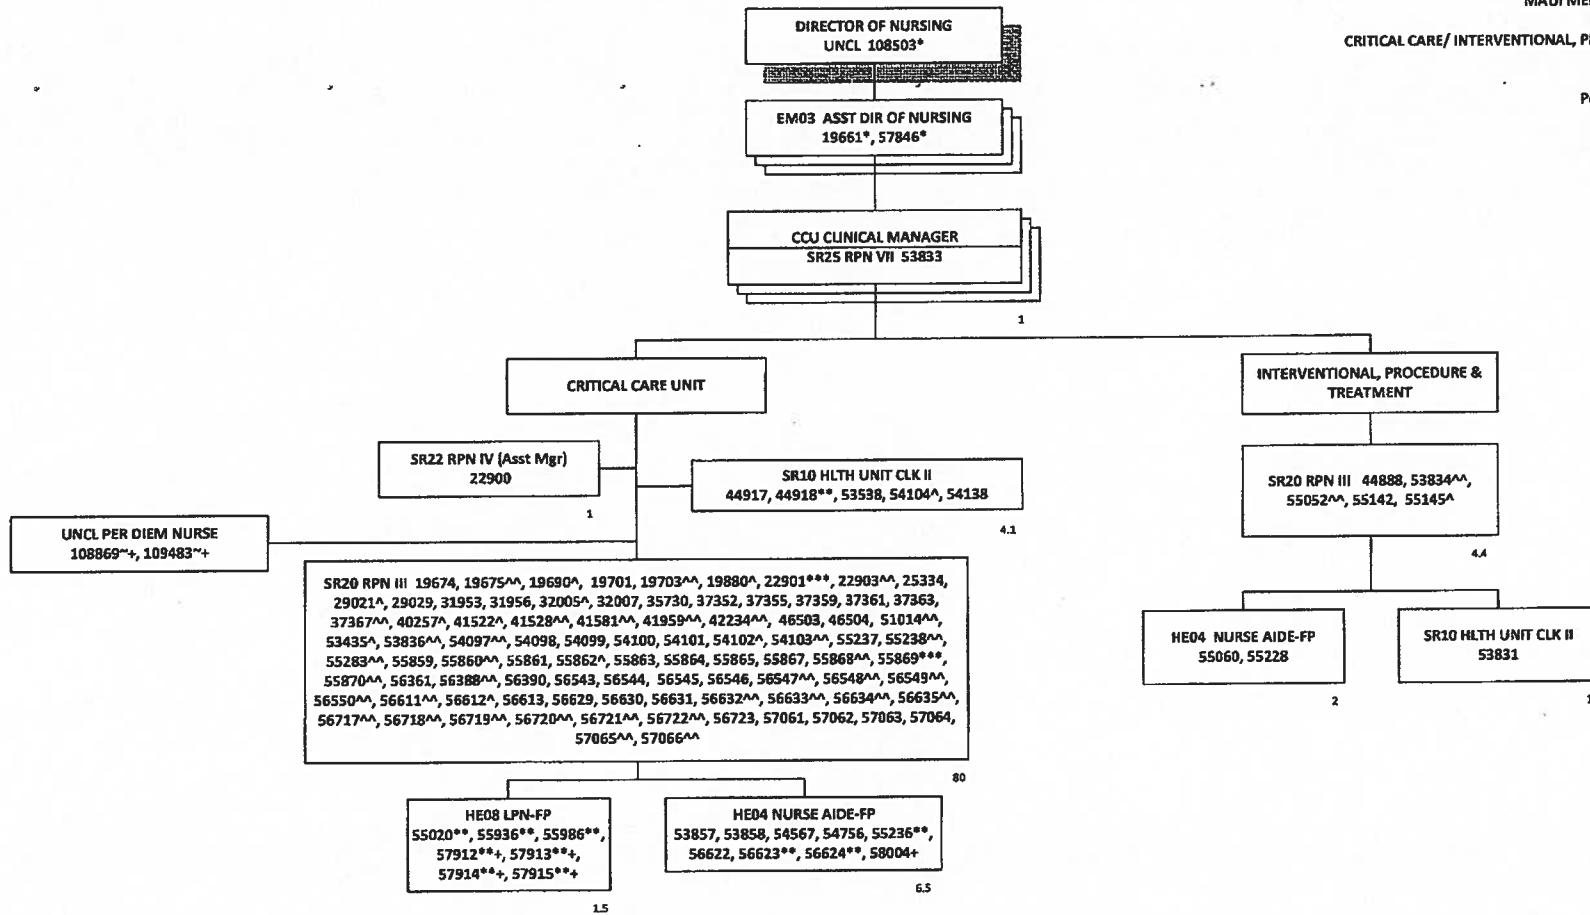 MAUI ME
CRITICAL CARE/ INTERVENTIONAL, P
DIRECTOR OF NURSING
UNCL 108503*
EM03 ASST DIR OF NURSING
19661*, 57846*
CCU CLINICAL MANAGER
SR25 RPN VII 53833
1
CRITICAL CARE UNIT
INTERVENTIONAL, PROCEDURE &
TREATMENT
SR22 RPN IV (Asst Mgr)
22900
1
SR10 HLTH UNIT CLK II
44917, 44918**, 53538, 54104^, 54138
4.1
SR20 RPN III 44888, 53834^^,
55052^^, 55142, 55145^
4.4
UNCL PER DIEM NURSE
108869~+, 109483~+
SR20 RPN III 19674, 19675^^, 19690^, 19701, 19703^^, 19880^, 22901***, 22903^^, 25334,
29021^, 29029, 31953, 31956, 32005^, 32007, 35730, 37352, 37355, 37359, 37361, 37363,
37367^^, 40257^, 41522^, 41528^^, 41581^^, 41959^^, 42234^^, 46503, 46504, 51014^^,
53435^, 53836^^, 54097^^, 54098, 54099, 54100, 54101, 54102^, 54103^^, 55237, 55238^^,
55283^^, 55859, 55860^^, 55861, 55862^, 55863, 55864, 55865, 55867, 55868^^, 55869***,
55870^^, 56361, 56388^^, 56390, 56543, 56544, 56545, 56546, 56547^^, 56548^^, 56549^^,
56550^^, 56611^^, 56612^, 56613, 56629, 56630, 56631, 56632^^, 56633^^, 56634^^, 56635^^,
56717^^, 56718^^, 56719^^, 56720^^, 56721^^, 56722^^, 56723, 57061, 57062, 57063, 57064,
57065^^, 57066^^
80
HE04 NURSE AIDE-FP
55060, 55228
2
SR10 HLTH UNIT CLK II
53831
1
HE08 LPN-FP
55020**, 55936**, 55986**,
57912**+, 57913**+,
57914**+, 57915**+
1.5
HE04 NURSE AIDE-FP
53857, 53858, 54567, 54756, 55236**,
56622, 56623**, 56624**, 58004+
6.5